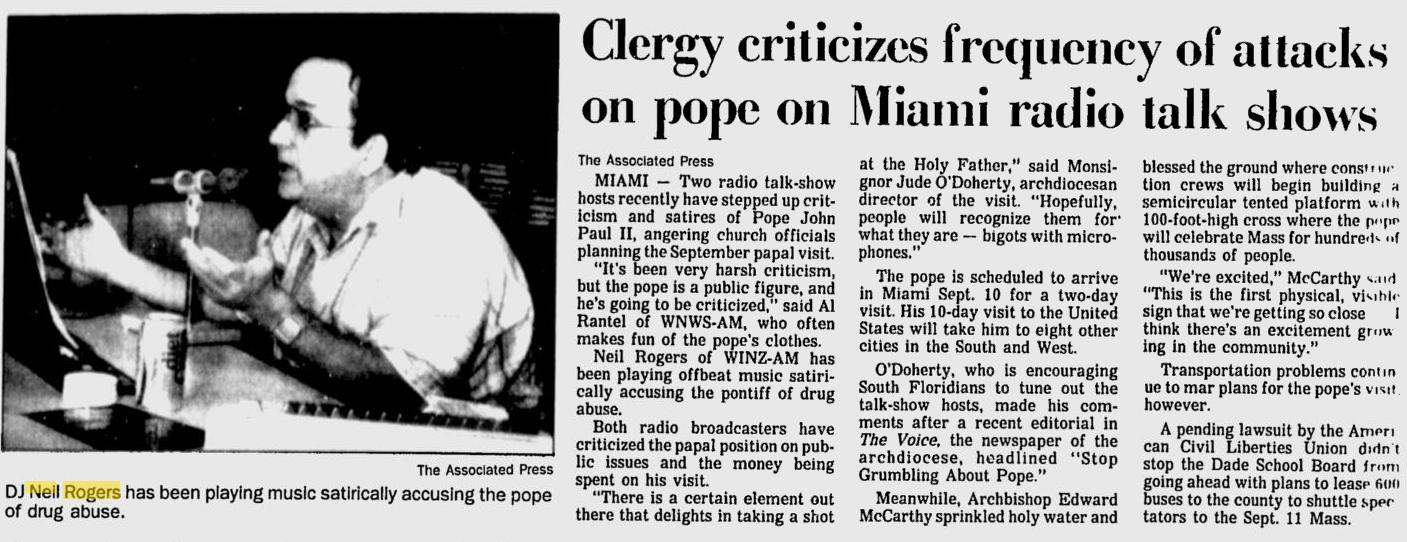 Clergy criticizes frequency of attacks
on pope on Miami radio talk shows
The Associated Press
DJ Neil Rogers has been playing music satirically accusing the pope
of drug abuse.
The Associated Press
MIAMI — Two radio talk-show
hosts recently have stepped up crit-
icism and satires of Pope John
Paul II, angering church officials
planning the September papal visit.
"It's been very harsh criticism,
but the pope is a public figure, and
he's going to be criticized," said Al
Rantel of WNWS-AM, who often
makes fun of the pope's clothes.
Neil Rogers of WINZ-AM has
been playing offbeat music satiri-
cally accusing the pontiff of drug
abuse.
Both radio broadcasters have
criticized the papal position on pub-
lic issues and the money being
spent on his visit.
"There is a certain element out
there that delights in taking a shot
at the Holy Father," said Monsi-
gnor Jude O'Doherty, archdiocesan
director of the visit. "Hopefully,
people will recognize them for
what they are — bigots with micro-
phones."
The pope is scheduled to arrive
in Miami Sept. 10 for a two-day
visit. His 10-day visit to the United
States will take him to eight other
cities in the South and West.
O'Doherty, who is encouraging
South Floridians to tune out the
talk-show hosts, made his com-
ments after a recent editorial in
The Voice, the newspaper of the
archdiocese, headlined "Stop
Grumbling About Pope."
Meanwhile, Archbishop Edward
McCarthy sprinkled holy water and
blessed the ground where construc-
tion crews will begin building a
semicircular tented platform with
100-foot-high cross where the pope
will celebrate Mass for hundreds of
thousands of people.
"We're excited," McCarthy said
"This is the first physical, visible
sign that we're getting so close I
think there's an excitement grow
ing in the community."
Transportation problems contin
ue to mar plans for the pope's visit
however.
A pending lawsuit by the Ameri
can Civil Liberties Union didn't
stop the Dade School Board from
going ahead with plans to lease 600
buses to the county to shuttle spec
tators to the Sept. 11 Mass.